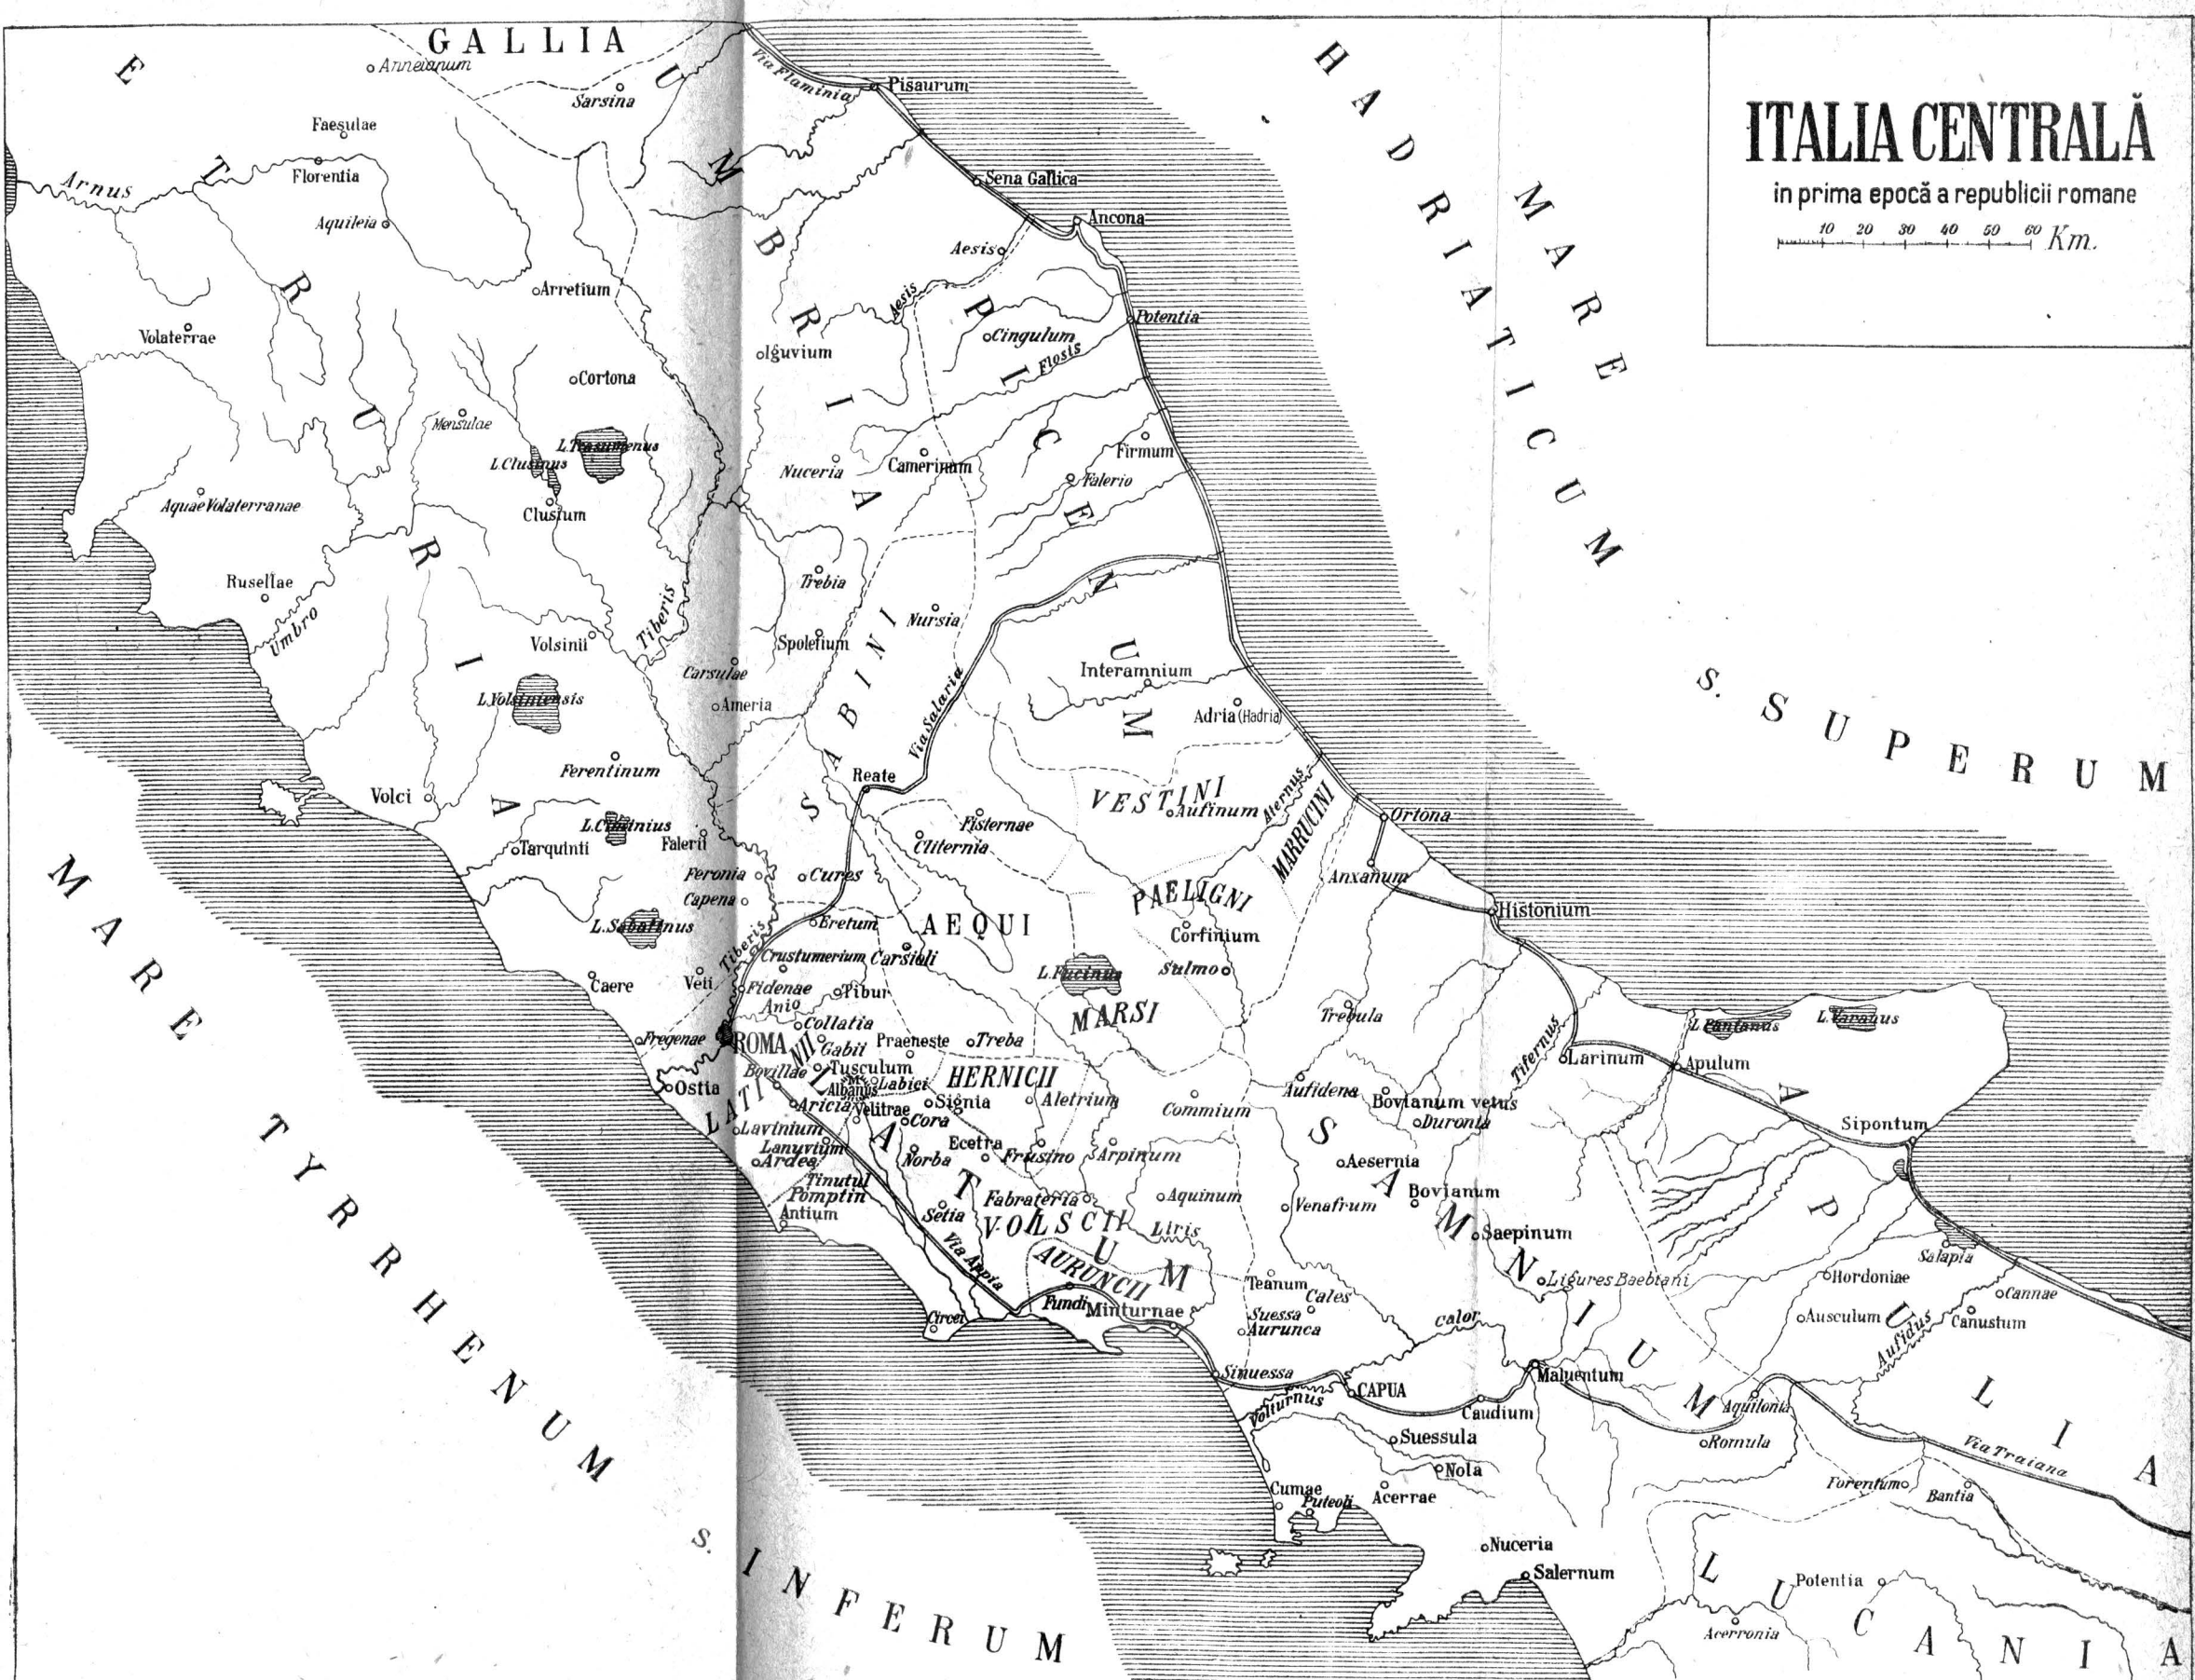 ITALIA CENTRALĂ
in prima epocă a republicii romane
10 20 30 40 50 60 Km.
GALLIA
ETRURIA
UMBRIA
PICENUM
SABINI
VESTINI
MARRUCINI
PAELIGNI
AEQUI
MARSI
HERNICII
LATINII
LATIUM
VOLSCII
AURUNCII
SAMNIUM
APULIA
LUCANIA
MARE HADRIATICUM
S. SUPERUM
MARE TYRRHENUM
S. INFERUM
Anneianum
Sarsina
Via Flaminia
Pisaurum
Faesulae
Florentia
Arnus
Sena Gallica
Aquileia
Ancona
Aesis
Arretium
Aesis
Potentia
Volaterrae
Cingulum
Iguvium
Flosis
Cortona
Mensulae
L. Trasumenus
L. Clusinus
Nuceria
Camerinum
Firmum
Falerio
Aquae Volaterranae
Clusium
Rusellae
Umbro
Trebia
Nursia
Tiberis
Volsinii
Spoletium
Carsulae
Interamnium
L. Volsiniensis
Ameria
Via Salaria
Adria (Hadria)
Ferentinum
Reate
Volci
Aternus
Aufinum
Ortona
L. Ciminius
Fisternae
Tarquinti
Falerii
Cliternia
Feronia
Cures
Anxanum
Capena
Histonium
L. Sabatinus
Eretum
Corfinium
Tiberis
Crustumerium
Carsioli
L. Fucinus
Sulmo
Caere
Veti
Fidenae
Tibur
Anio
Trebula
L. Pantanus
L. Varanus
Collatia
Fregenae
ROMA
Gabii
Praeneste
Treba
Tifernus
Larinum
Apulum
Bovillae
Tusculum
Ostia
M. Albanus
Labici
Aufidena
Bovianum vetus
Aricia
Velitrae
Signia
Aletrium
Commium
Cora
Duronia
Sipontum
Lavinium
Lanuvium
Ecetra
Ardea
Norba
Frusino
Arpinum
Aesernia
Tinutul Pomptin
Fabrateria
Aquinum
Bovianum
Antium
Setia
Venafrum
Liris
Saepinum
Via Appia
Salapia
Teanum
Ligures Baebiani
Hordoniae
Cales
Cannae
Fundi
Minturnae
Suessa Aurunca
Circei
Calor
Ausculum
Canustum
Aufidus
Sinuessa
Maluentum
CAPUA
Volturnus
Caudium
Aquilonia
Suessula
Romula
Via Traiana
Nola
Cumae
Puteoli
Acerrae
Forentum
Bantia
Nuceria
Salernum
Potentia
Acerronia